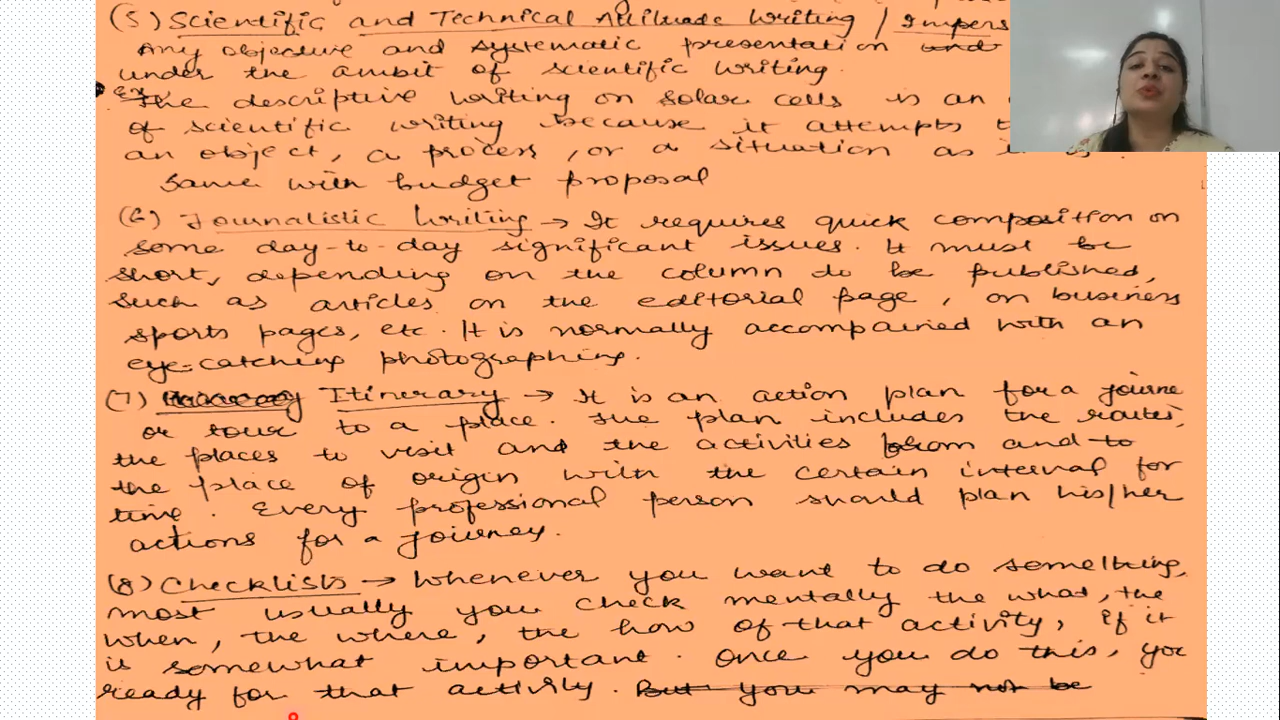 (5) Scientific and Technical Attitude Writing / Impers
Any objective and systematic presentation und
under the ambit of scientific writing.
Ex. The descriptive writing on solar cells is an
of scientific writing because it attempts t
an object, a process, or a situation as it is.
Same with budget proposal
(6) Journalistic Writing → It requires quick composition on
some day-to-day significant issues. It must be
short, depending on the column to be published,
such as articles on the editorial page, on business
sports pages, etc. It is normally accompained with an
eye-catching photographing.
(7) Itinerary → It is an action plan for a journe
or tour to a place. The plan includes the routes,
the places to visit and the activities from and to
the place of origin with the certain interval for
time. Every professional person should plan his/her
actions for a journey.
(8) Checklists → Whenever you want to do something,
most usually you check mentally the what, the
when, the where, the how of that activity, if it
is somewhat important. Once you do this, you
ready for that activity. But you may not be